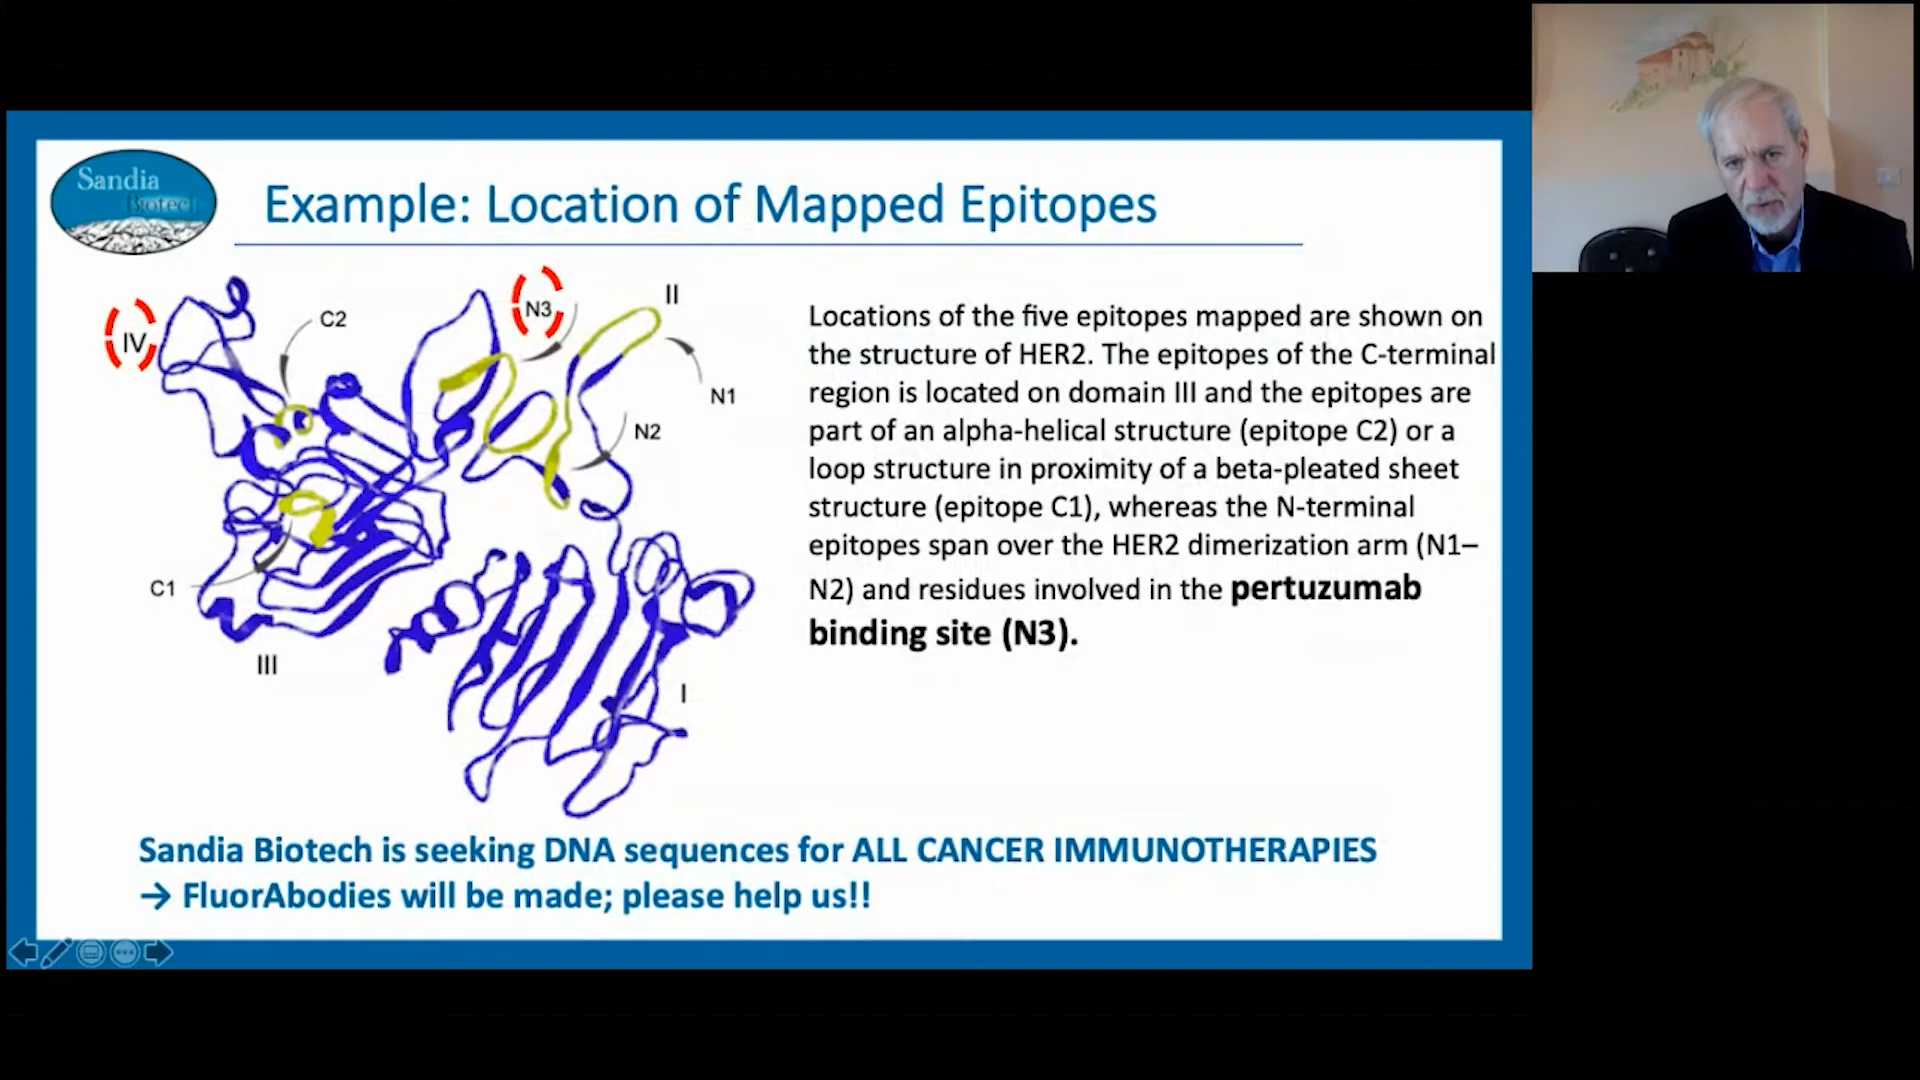 Sandia
Biotech
Example: Location of Mapped Epitopes
IV
C2
N3
II
N1
N2
C1
III
I
Locations of the five epitopes mapped are shown on
the structure of HER2. The epitopes of the C-terminal
region is located on domain III and the epitopes are
part of an alpha-helical structure (epitope C2) or a
loop structure in proximity of a beta-pleated sheet
structure (epitope C1), whereas the N-terminal
epitopes span over the HER2 dimerization arm (N1–
N2) and residues involved in the pertuzumab
binding site (N3).
Sandia Biotech is seeking DNA sequences for ALL CANCER IMMUNOTHERAPIES
→ FluorAbodies will be made; please help us!!